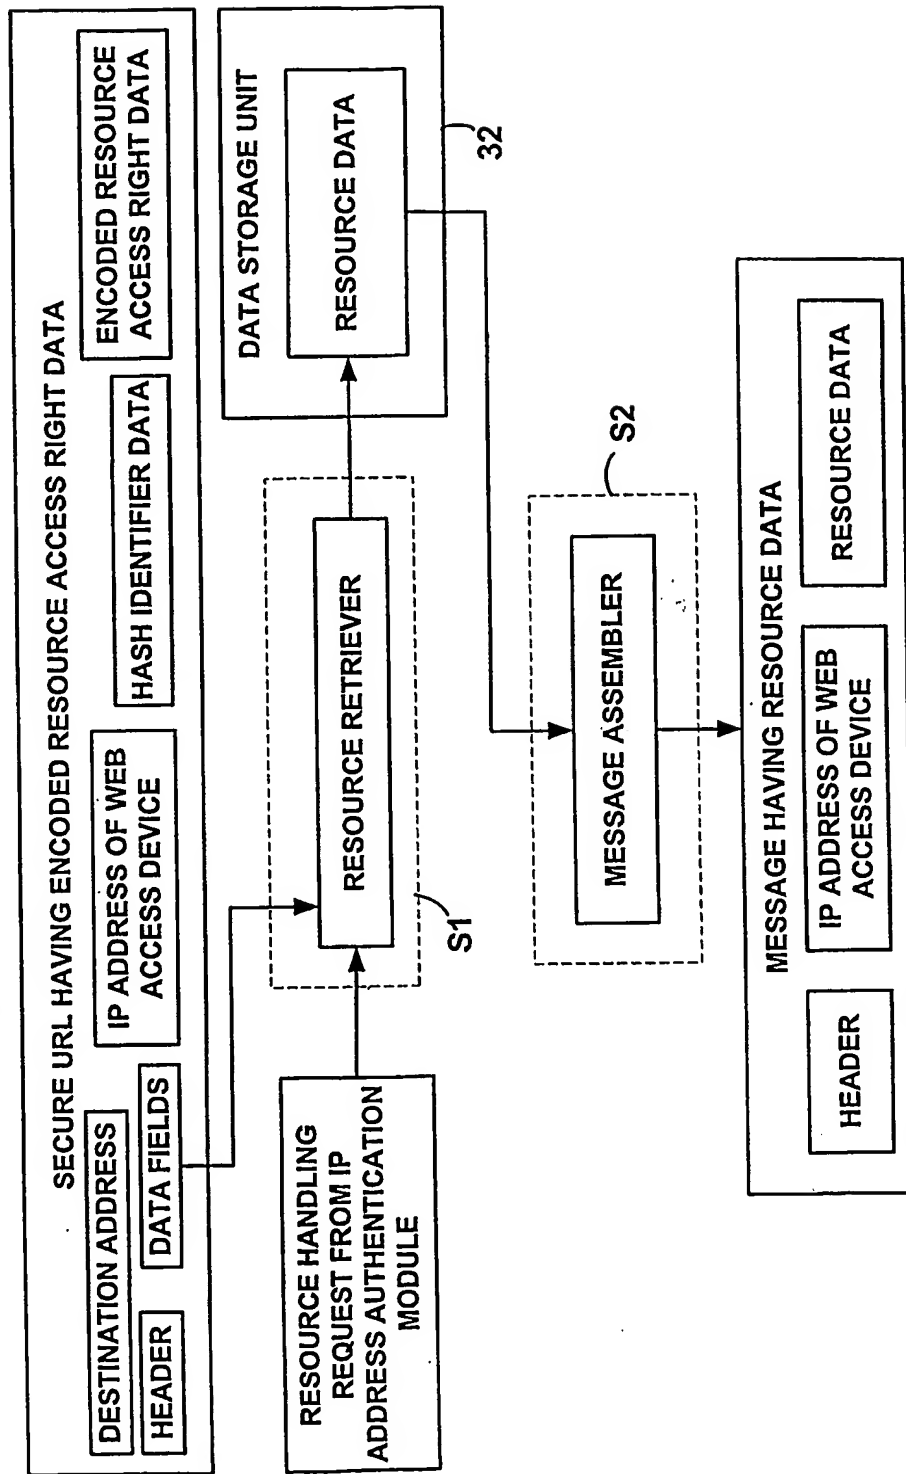 SECURE URL HAVING ENCODED RESOURCE ACCESS RIGHT DATA
DESTINATION ADDRESS
HEADER
DATA FIELDS
IP ADDRESS OF WEB
ACCESS DEVICE
HASH IDENTIFIER DATA
ENCODED RESOURCE
ACCESS RIGHT DATA
RESOURCE HANDLING
REQUEST FROM IP
ADDRESS AUTHENTICATION
MODULE
RESOURCE RETRIEVER
S1
DATA STORAGE UNIT
RESOURCE DATA
32
MESSAGE ASSEMBLER
S2
MESSAGE HAVING RESOURCE DATA
HEADER
IP ADDRESS OF WEB
ACCESS DEVICE
RESOURCE DATA